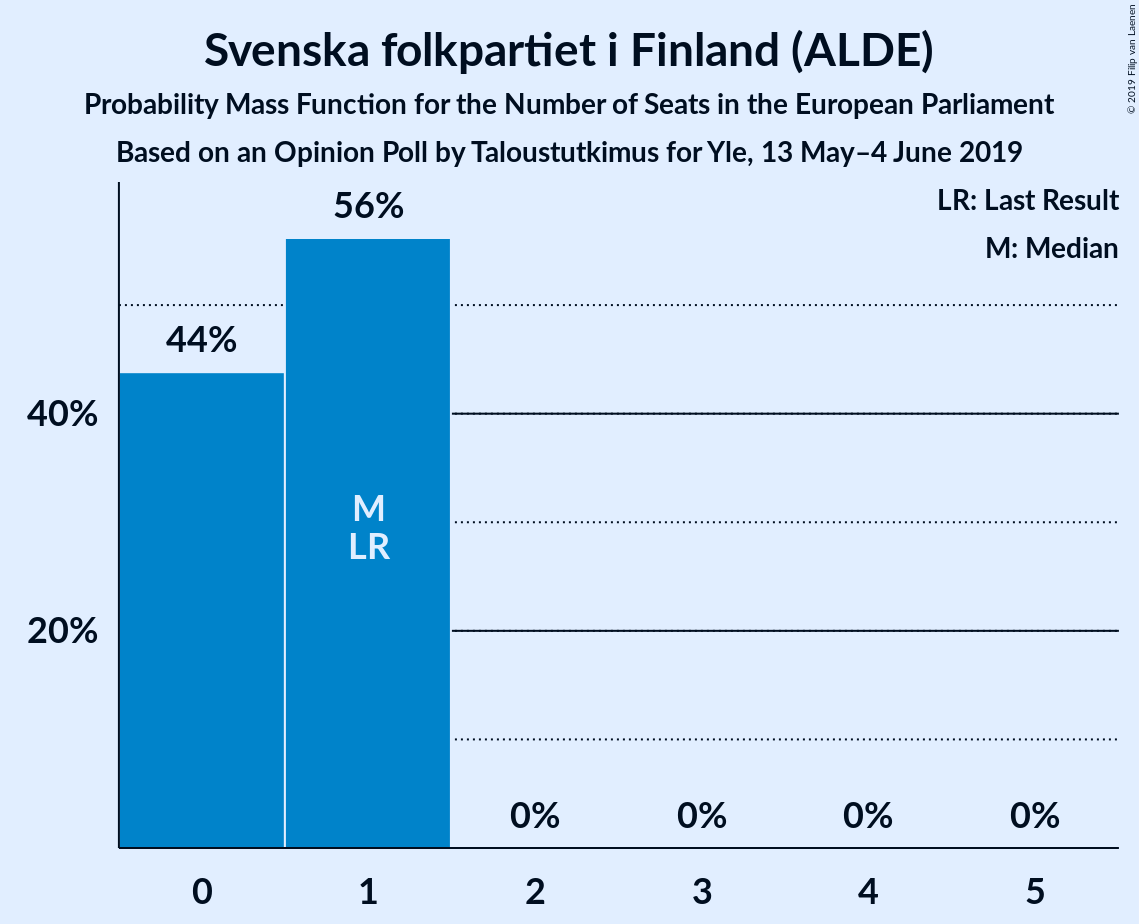 Svenska folkpartiet i Finland (ALDE)
Probability Mass Function for the Number of Seats in the European Parliament
Based on an Opinion Poll by Taloustutkimus for Yle, 13 May–4 June 2019
© 2019 Filip van Laenen
LR: Last Result
M: Median
56%
44%
40%
20%
M
LR
0%
0%
0%
0%
0
1
2
3
4
5